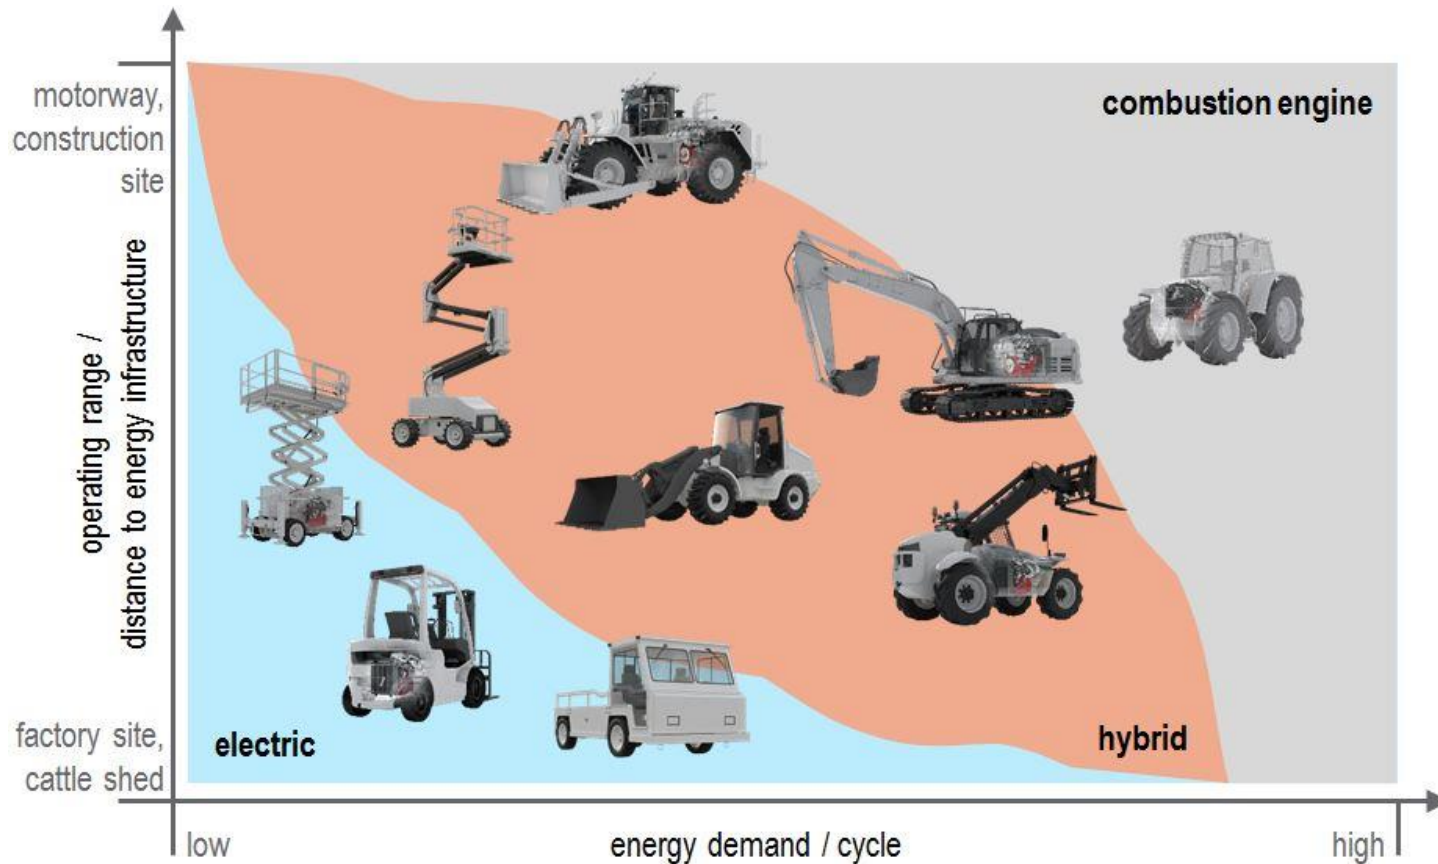 motorway,
construction
site
combustion engine
operating range /
distance to energy infrastructure
factory site,
cattle shed
electric
hybrid
low
energy demand / cycle
high